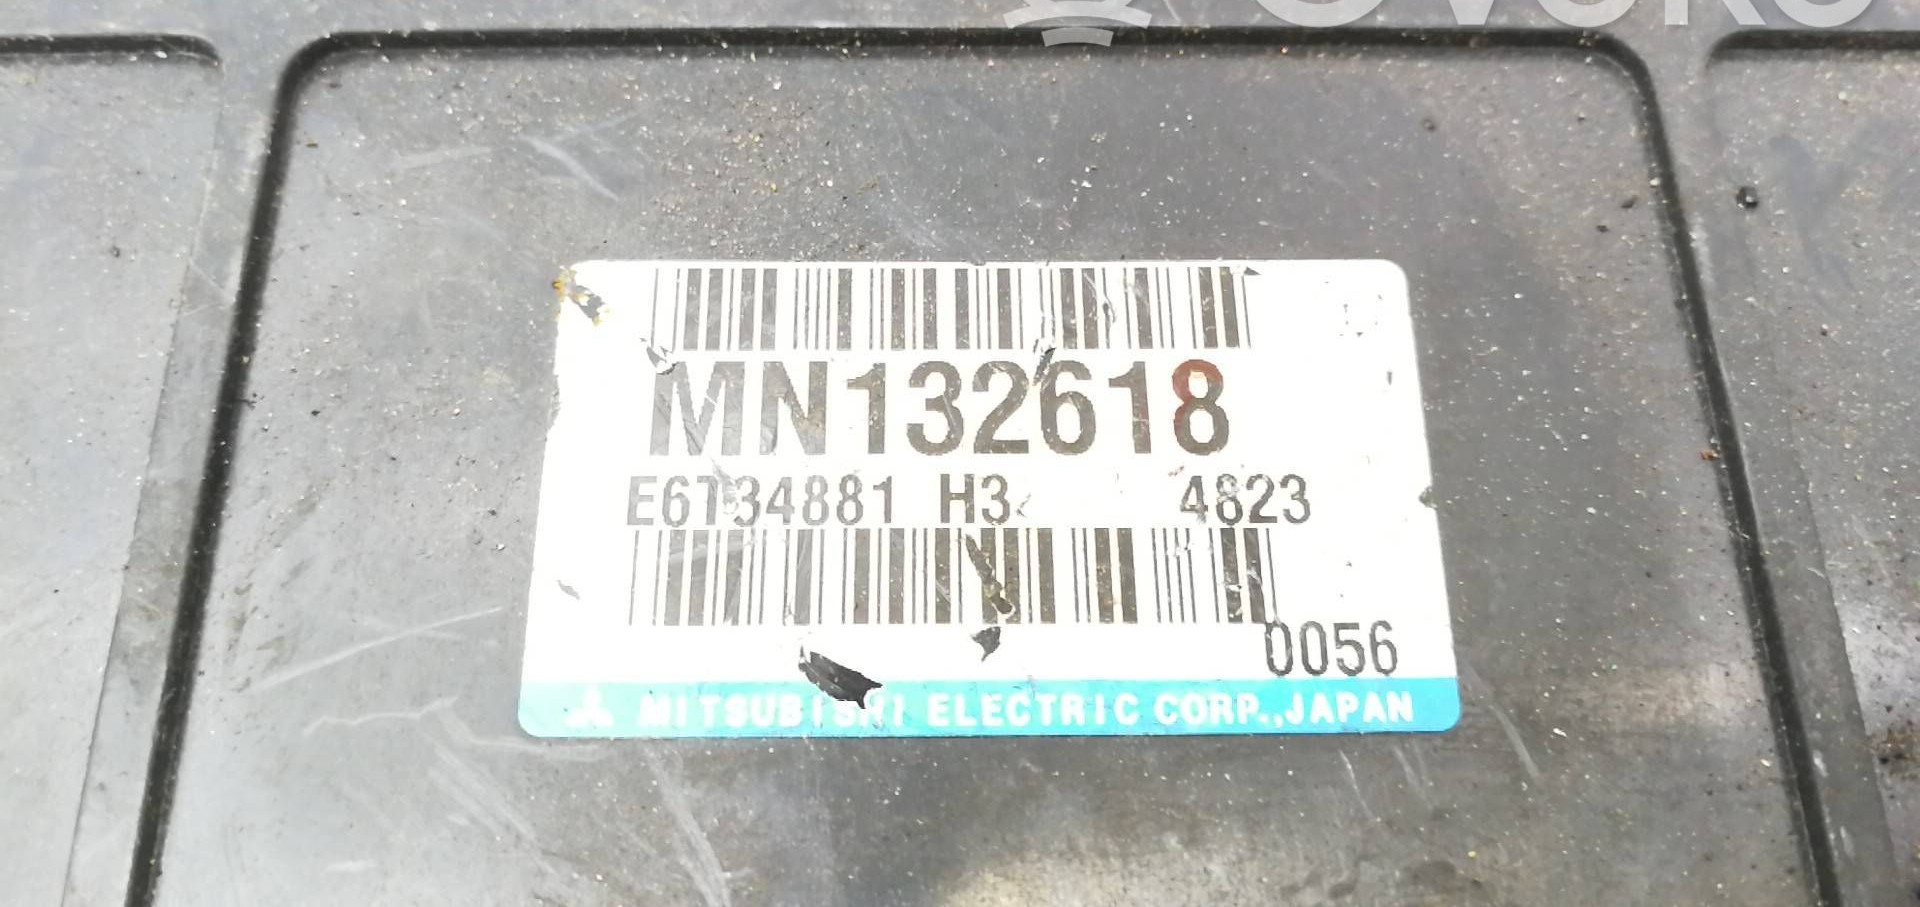 MN132618
E6T34881 H3 4823
0056
MITSUBISHI ELECTRIC CORP.,JAPAN